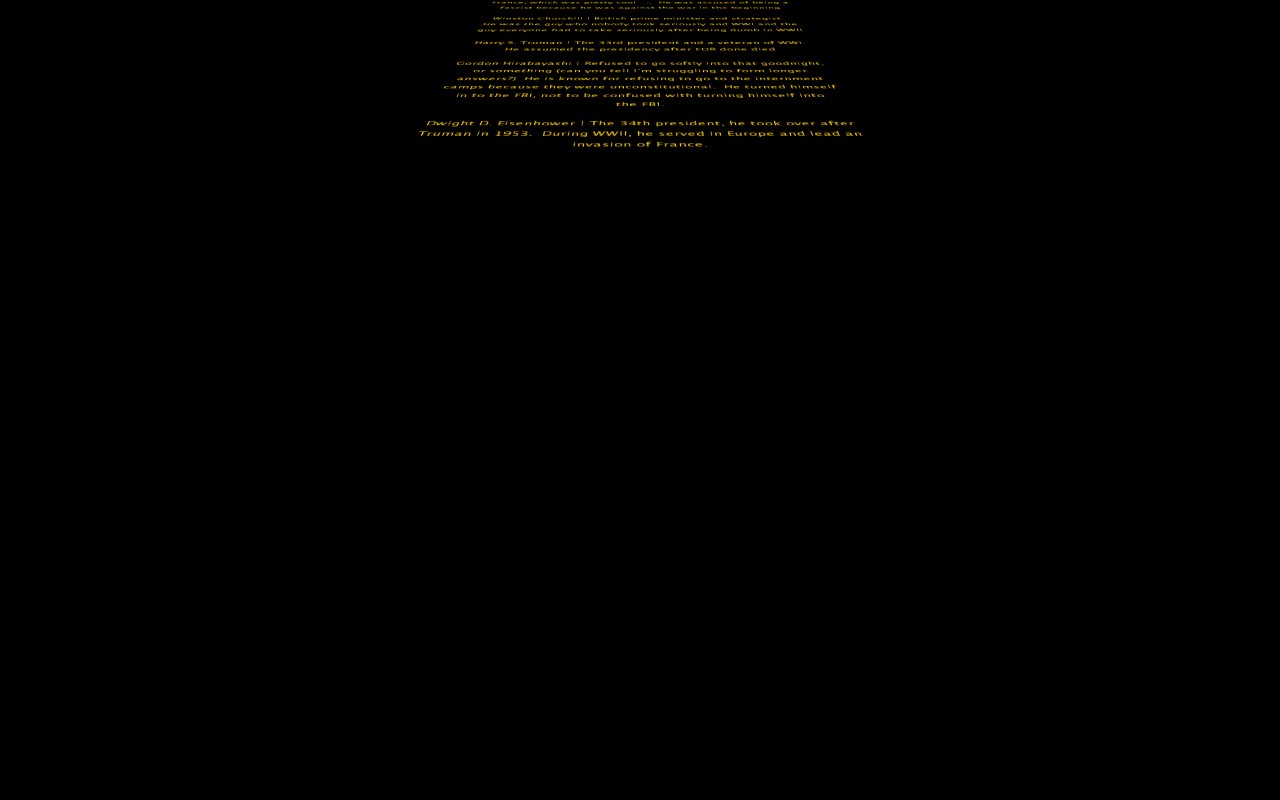 France, which was pretty cool ... He was accused of being a
fascist because he was against the war in the beginning
Winston Churchill | British prime minister and strategist.
He was the guy who nobody took seriously and WWI and the
guy everyone had to take seriously after being dumb in WWII
Harry S. Truman | The 33rd president and a veteran of WWI.
He assumed the presidency after FDR done died
Gordon Hirabayashi | Refused to go softly into that goodnight,
or something (can you tell I'm struggling to form longer
answers?)  He is known for refusing to go to the internment
camps because they were unconstitutional.  He turned himself
in to the FBI, not to be confused with turning himself into
the FBI.
Dwight D. Eisenhower | The 34th president, he took over after
Truman in 1953.  During WWII, he served in Europe and lead an
invasion of France.